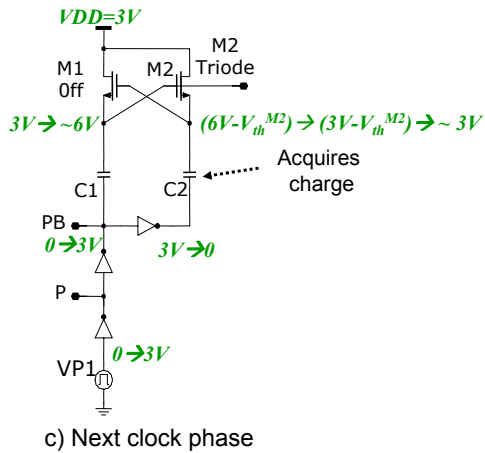 VDD=3V
M2
Triode
M1
0ff
M2
3V→~6V
(6V-V_th^M2)→(3V-V_th^M2)→~ 3V
Acquires
charge
C1
C2
PB
0→3V
3V→0
P
0→3V
VP1
c) Next clock phase